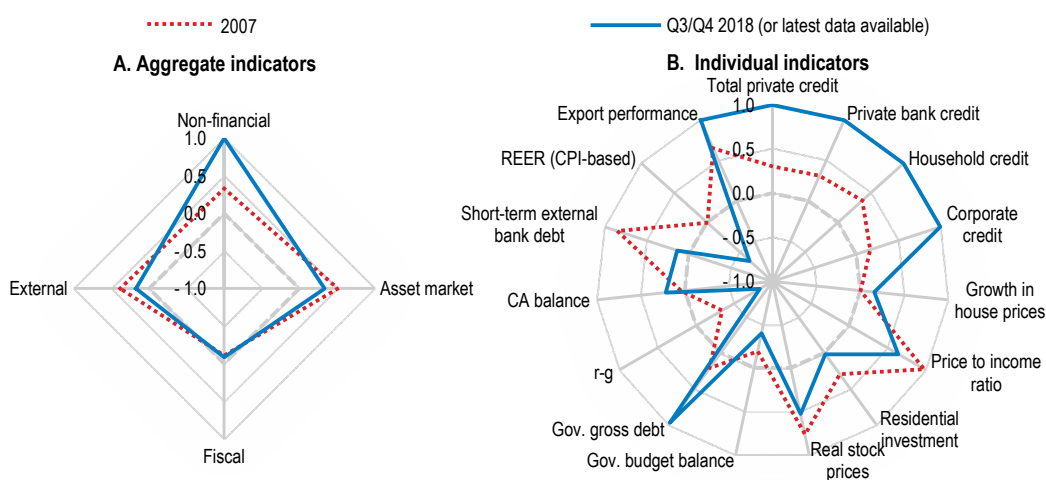 2007
Q3/Q4 2018 (or latest data available)
A. Aggregate indicators
Non-financial
1.0
0.5
0.0
- 0.5
- 1.0
External
Asset market
Fiscal
B. Individual indicators
Total private credit
1.0
0.5
0.0
- 0.5
- 1.0
Export performance
Private bank credit
REER (CPI-based)
Household credit
Short-term external
bank debt
Corporate
credit
CA balance
Growth in
house prices
r-g
Price to income
ratio
Gov. gross debt
Residential
investment
Gov. budget balance
Real stock
prices